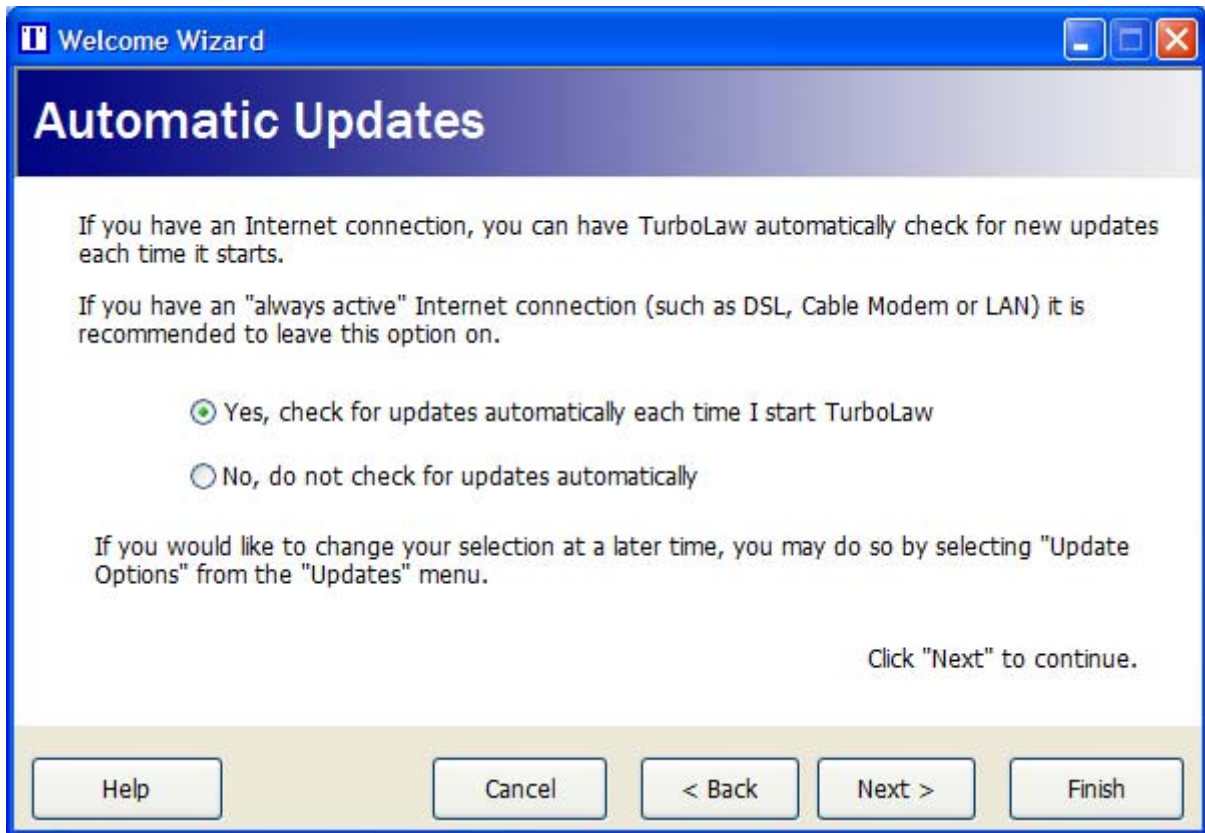 Welcome Wizard
Automatic Updates
If you have an Internet connection, you can have TurboLaw automatically check for new updates
each time it starts.
If you have an "always active" Internet connection (such as DSL, Cable Modem or LAN) it is
recommended to leave this option on.
Yes, check for updates automatically each time I start TurboLaw
No, do not check for updates automatically
If you would like to change your selection at a later time, you may do so by selecting "Update
Options" from the "Updates" menu.
Click "Next" to continue.
Help Cancel < Back Next > Finish